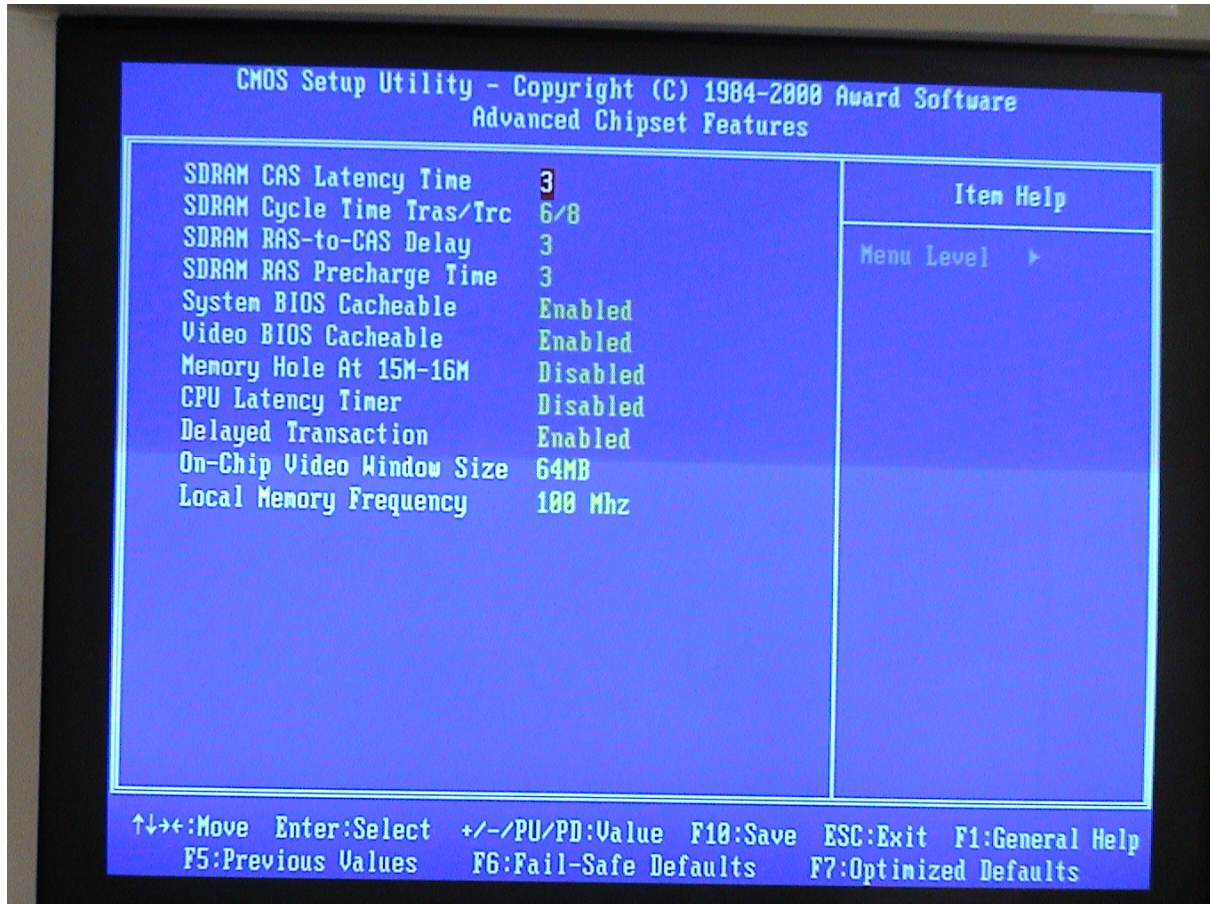 CMOS Setup Utility - Copyright (C) 1984-2000 Award Software
Advanced Chipset Features
SDRAM CAS Latency Time 3
SDRAM Cycle Time Tras/Trc 6/8
SDRAM RAS-to-CAS Delay 3
SDRAM RAS Precharge Time 3
System BIOS Cacheable Enabled
Video BIOS Cacheable Enabled
Memory Hole At 15M-16M Disabled
CPU Latency Timer Disabled
Delayed Transaction Enabled
On-Chip Video Window Size 64MB
Local Memory Frequency 100 Mhz
Item Help
Menu Level ▶
↑↓→←:Move Enter:Select +/-/PU/PD:Value F10:Save ESC:Exit F1:General Help
F5:Previous Values F6:Fail-Safe Defaults F7:Optimized Defaults